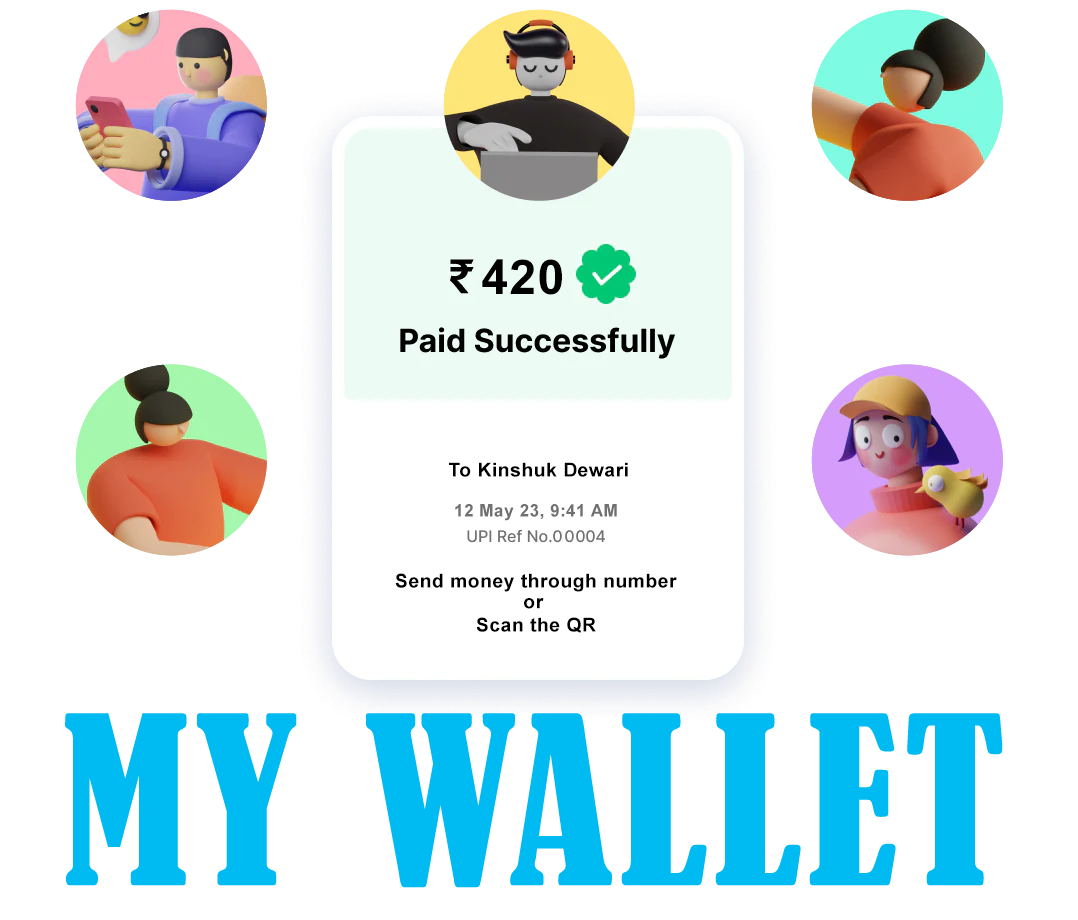 ₹420
Paid Successfully
To Kinshuk Dewari
12 May 23, 9:41 AM
UPI Ref No.00004
Send money through number
or
Scan the QR
MY WALLET